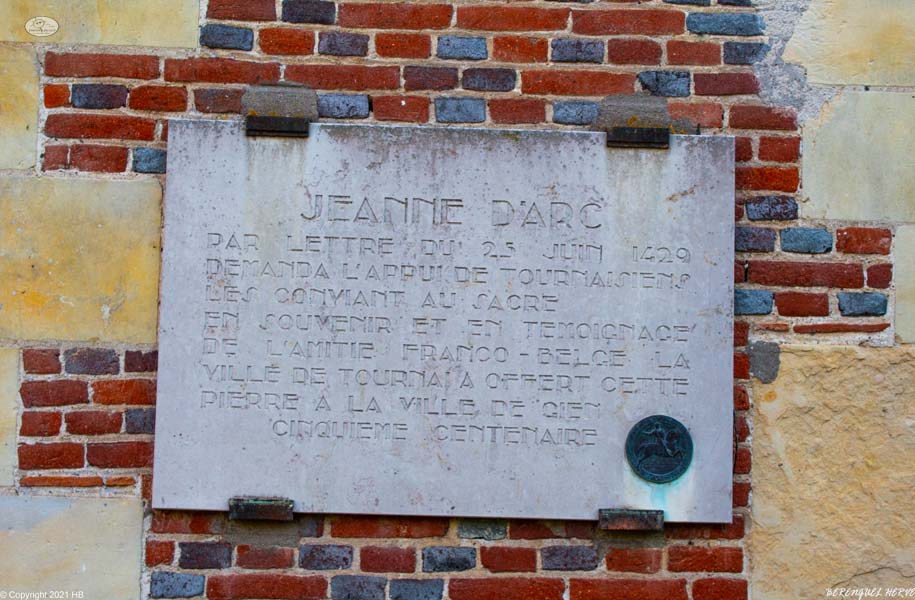 JEANNE D'ARC
PAR LETTRE DU 25 JUIN 1429
DEMANDA L'APPUI DE TOURNAISIENS
LES CONVIANT AU SACRE
EN SOUVENIR ET EN TEMOIGNAGE
DE L'AMITIE FRANCO-BELGE LA
VILLE DE TOURNAI A OFFERT CETTE
PIERRE A LA VILLE DE GIEN
CINQUIEME CENTENAIRE
© Copyright 2021 HB
BERENGUEL HERVE